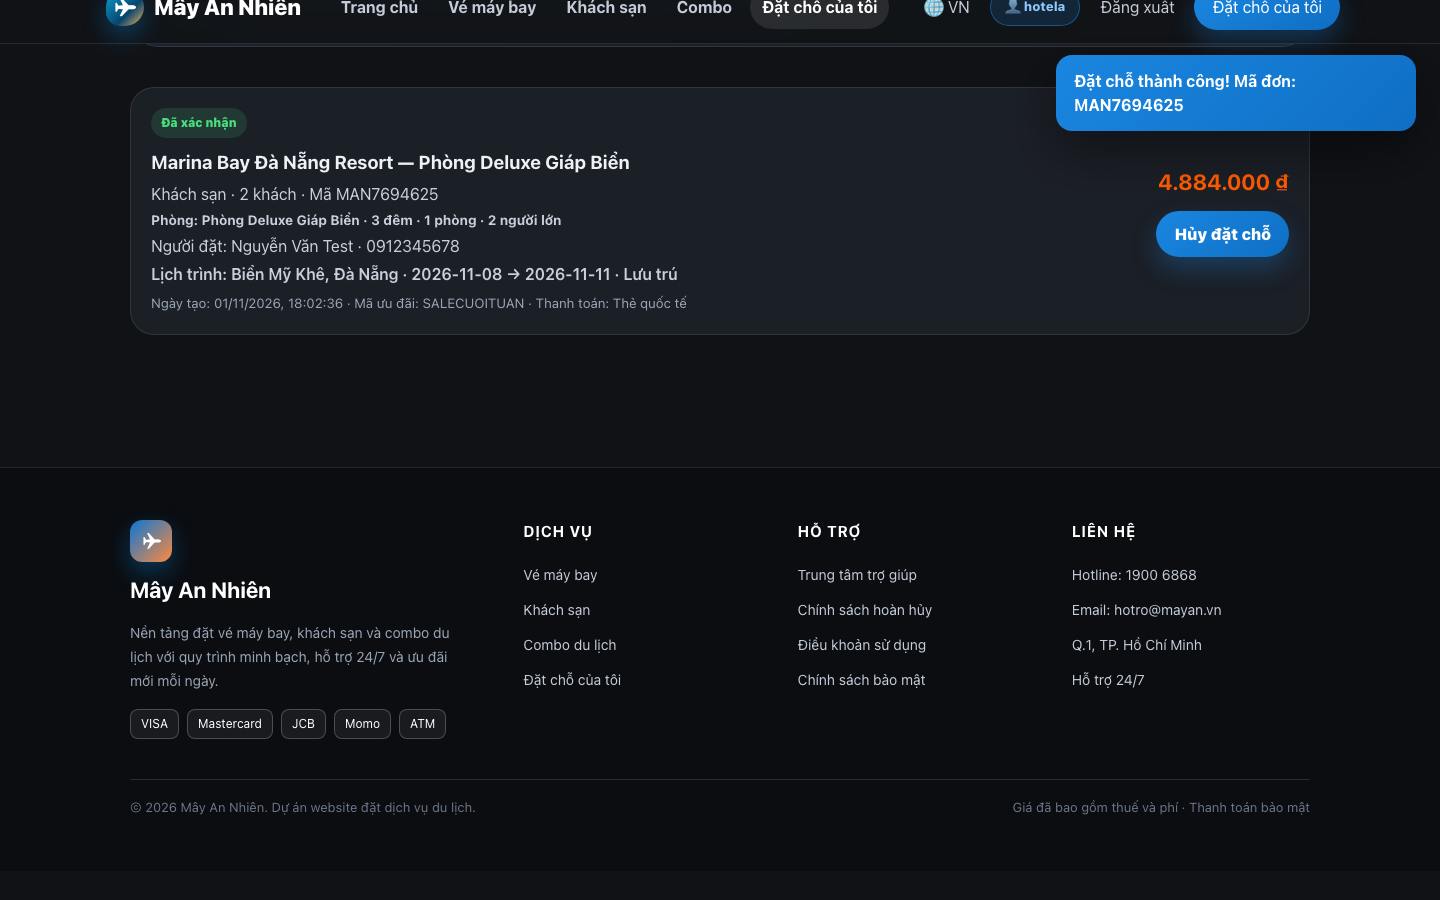 Mây An Nhiên
Trang chủ
Vé máy bay
Khách sạn
Combo
Đặt chỗ của tôi
VN
hotela
Đăng xuất
Đặt chỗ của tôi
Đặt chỗ thành công! Mã đơn:
MAN7694625
Đã xác nhận
Marina Bay Đà Nẵng Resort — Phòng Deluxe Giáp Biển
Khách sạn · 2 khách · Mã MAN7694625
Phòng: Phòng Deluxe Giáp Biển · 3 đêm · 1 phòng · 2 người lớn
Người đặt: Nguyễn Văn Test · 0912345678
Lịch trình: Biển Mỹ Khê, Đà Nẵng · 2026-11-08 → 2026-11-11 · Lưu trú
Ngày tạo: 01/11/2026, 18:02:36 · Mã ưu đãi: SALECUOITUAN · Thanh toán: Thẻ quốc tế
4.884.000 ₫
Hủy đặt chỗ
Mây An Nhiên
Nền tảng đặt vé máy bay, khách sạn và combo du
lịch với quy trình minh bạch, hỗ trợ 24/7 và ưu đãi
mới mỗi ngày.
VISA
Mastercard
JCB
Momo
ATM
DỊCH VỤ
Vé máy bay
Khách sạn
Combo du lịch
Đặt chỗ của tôi
HỖ TRỢ
Trung tâm trợ giúp
Chính sách hoàn hủy
Điều khoản sử dụng
Chính sách bảo mật
LIÊN HỆ
Hotline: 1900 6868
Email: hotro@mayan.vn
Q.1, TP. Hồ Chí Minh
Hỗ trợ 24/7
© 2026 Mây An Nhiên. Dự án website đặt dịch vụ du lịch.
Giá đã bao gồm thuế và phí · Thanh toán bảo mật